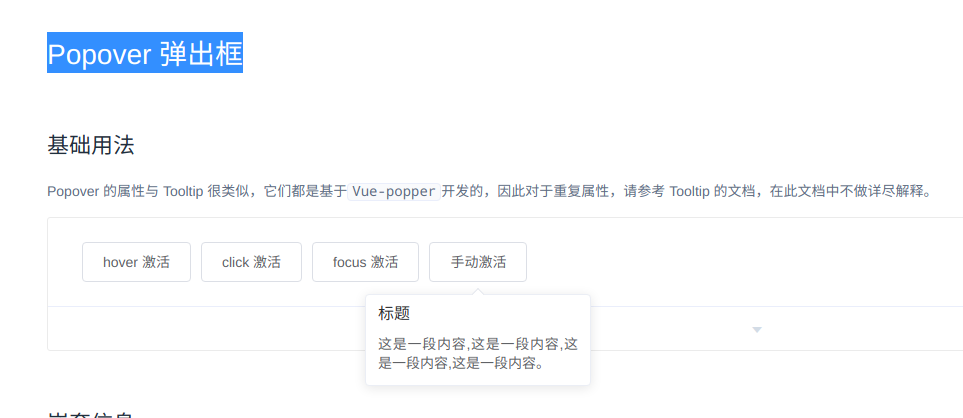 Popover 弹出框
基础用法
Popover 的属性与 Tooltip 很类似，它们都是基于 Vue-popper 开发的，因此对于重复属性，请参考 Tooltip 的文档，在此文档中不做详尽解释。
hover 激活
click 激活
focus 激活
手动激活
标题
这是一段内容,这是一段内容,这
是一段内容,这是一段内容。